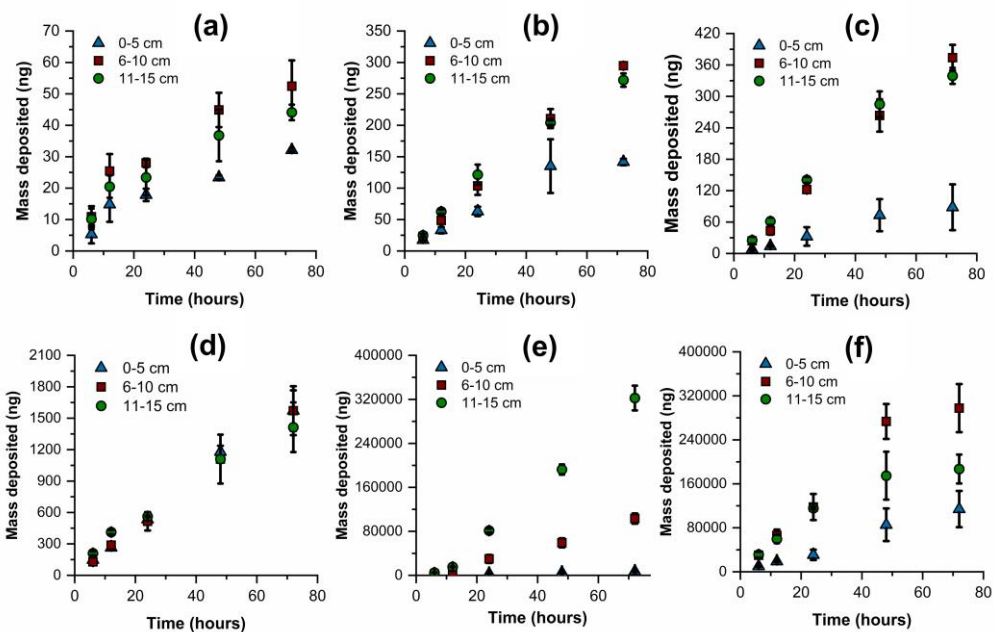 (a)
0-5 cm
6-10 cm
11-15 cm
Mass deposited (ng)
70
60
50
40
30
20
10
0
0 20 40 60 80
Time (hours)
(b)
0-5 cm
6-10 cm
11-15 cm
Mass deposited (ng)
300
250
200
150
100
50
0
0 20 40 60 80
Time (hours)
(c)
0-5 cm
6-10 cm
11-15 cm
Mass deposited (ng)
420
360
300
240
180
120
60
0
0 20 40 60 80
Time (hours)
(d)
0-5 cm
6-10 cm
11-15 cm
Mass deposited (ng)
2100
1800
1500
1200
900
600
300
0
0 20 40 60 80
Time (hours)
(e)
0-5 cm
6-10 cm
11-15 cm
Mass deposited (ng)
400000
320000
240000
160000
80000
0
0 20 40 60
Time (hours)
(f)
0-5 cm
6-10 cm
11-15 cm
Mass deposited (ng)
400000
320000
240000
160000
80000
0
0 20 40 60 80
Time (hours)